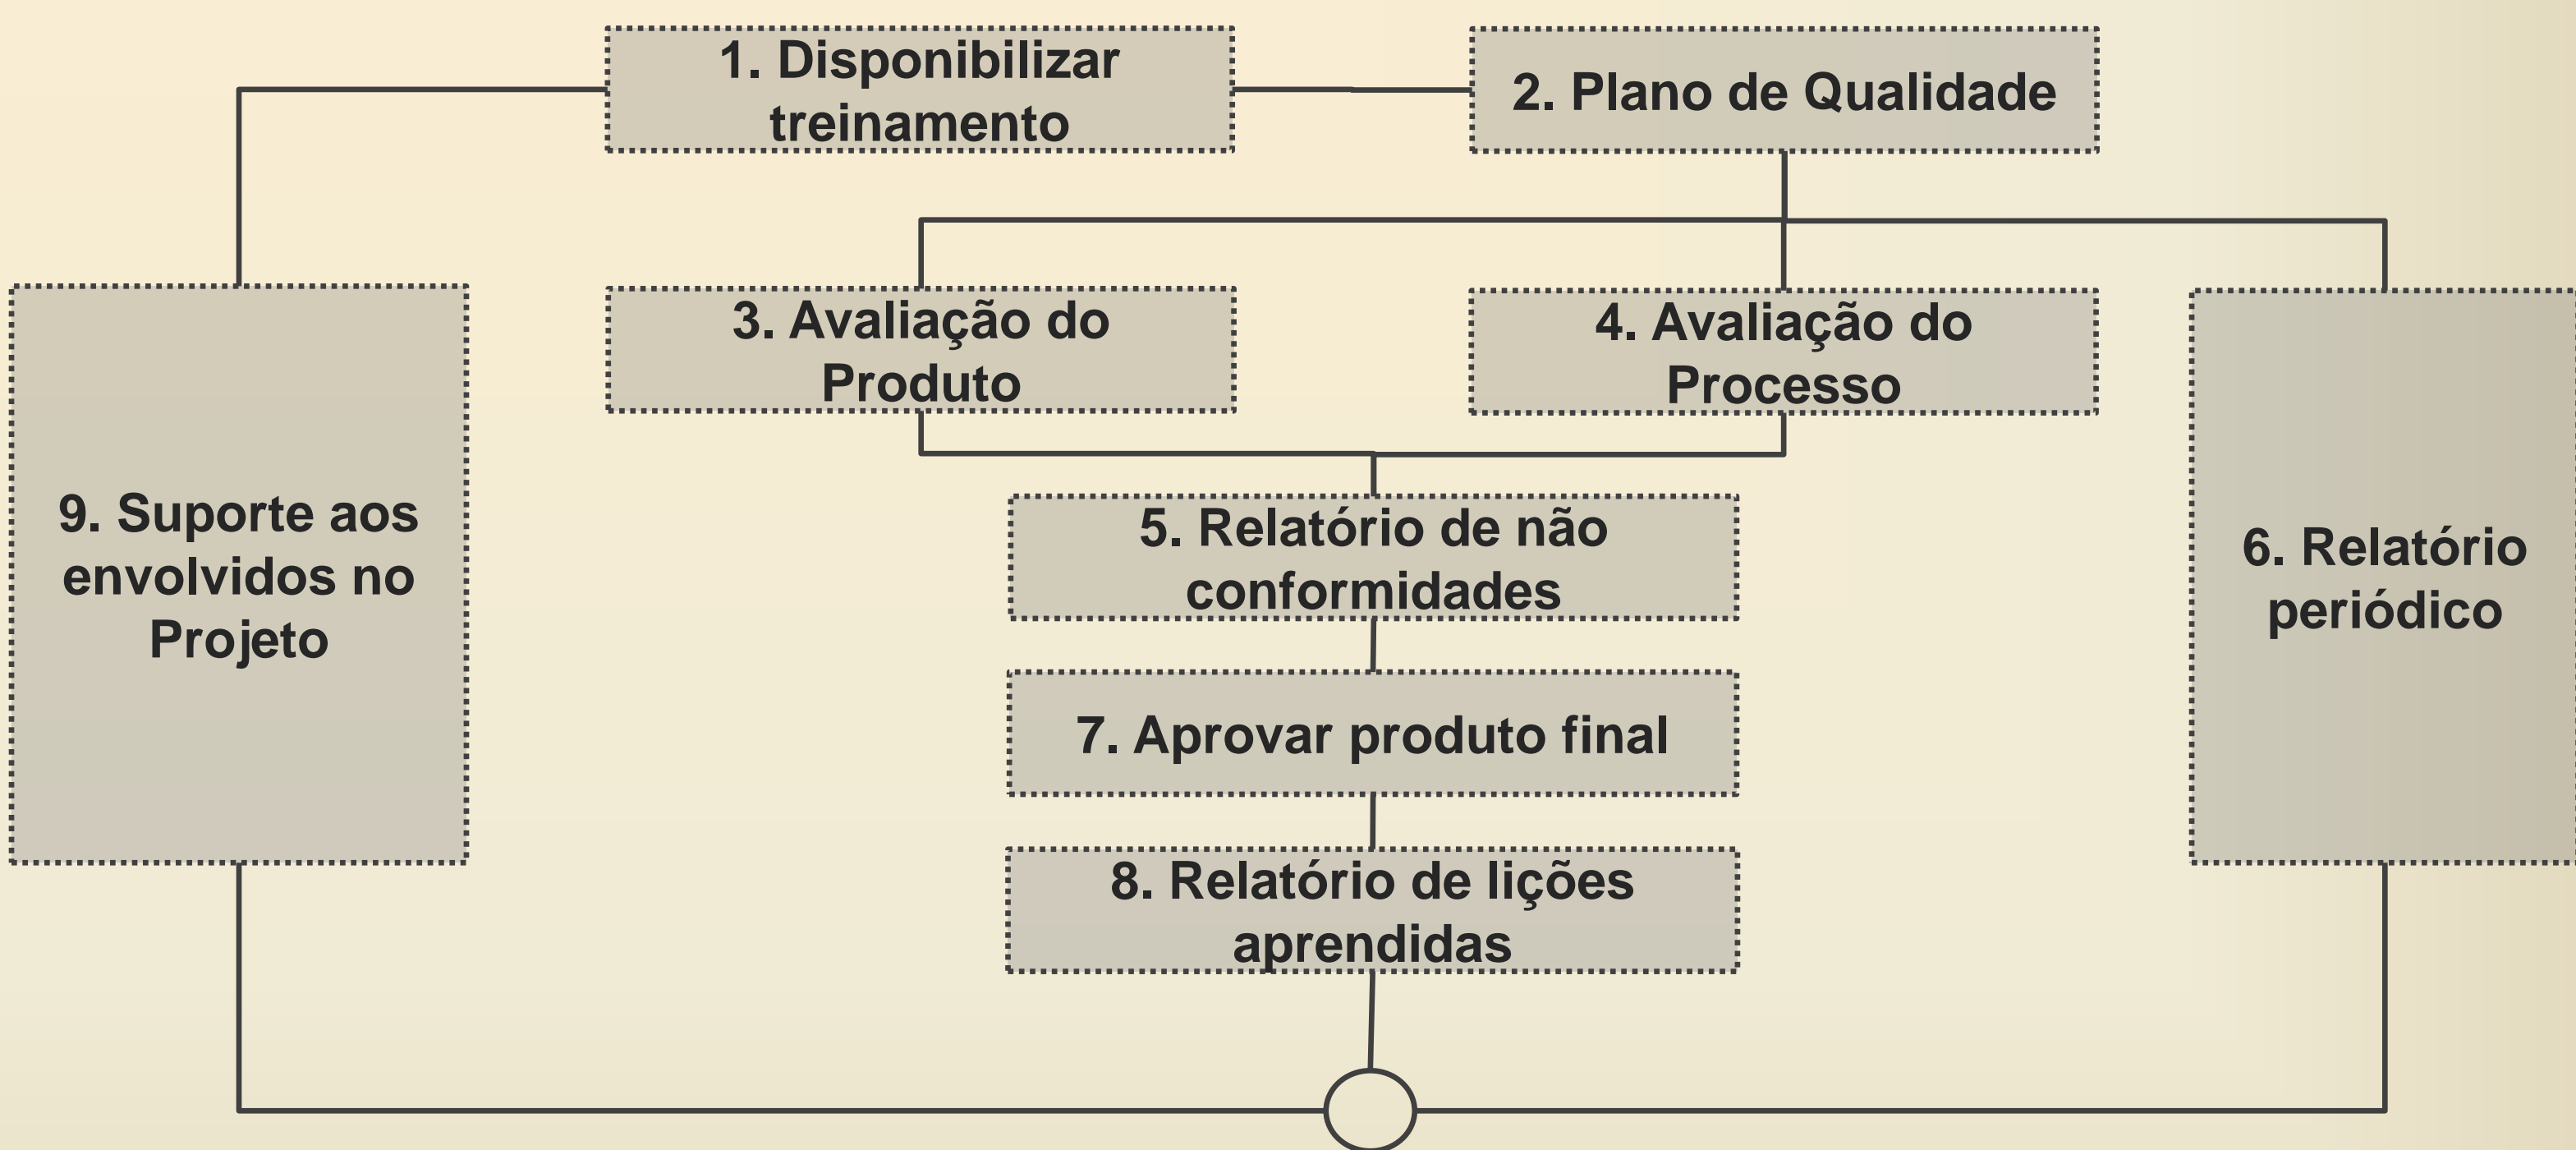 1. Disponibilizar
treinamento
2. Plano de Qualidade
3. Avaliação do
Produto
4. Avaliação do
Processo
5. Relatório de não
conformidades
6. Relatório
periódico
7. Aprovar produto final
8. Relatório de lições
aprendidas
9. Suporte aos
envolvidos no
Projeto